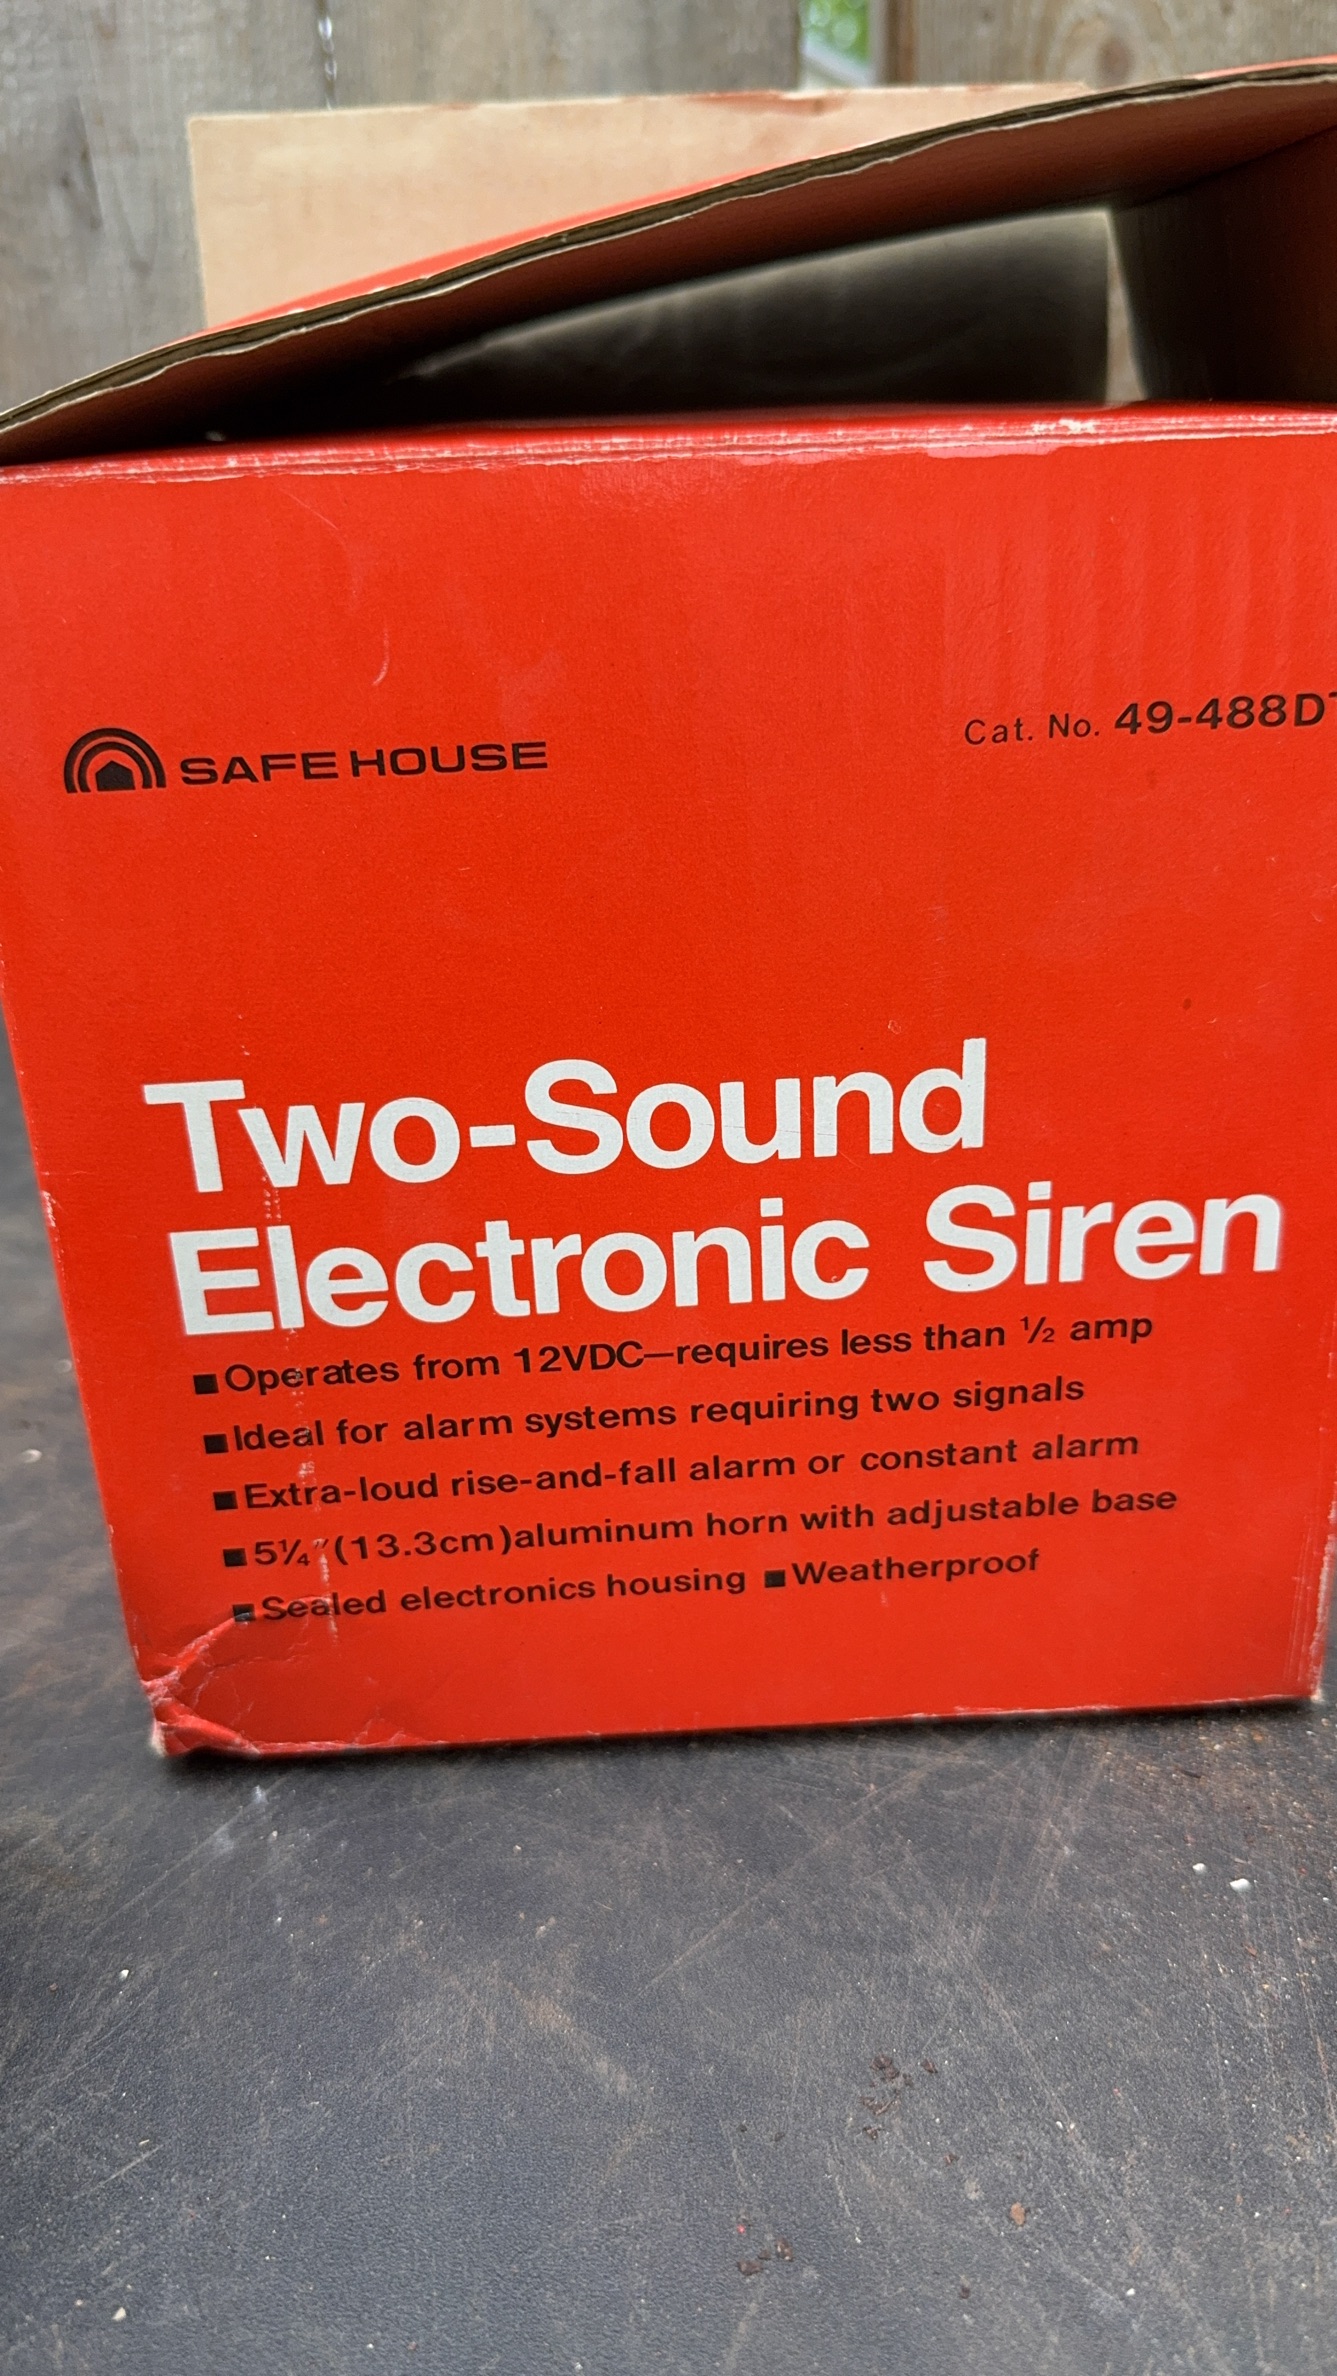 SAFE HOUSE
Cat. No. 49-488D
Two-Sound
Electronic Siren
■ Operates from 12VDC—requires less than ½ amp
■ Ideal for alarm systems requiring two signals
■ Extra-loud rise-and-fall alarm or constant alarm
■ 5¼″(13.3cm)aluminum horn with adjustable base
■ Sealed electronics housing ■ Weatherproof